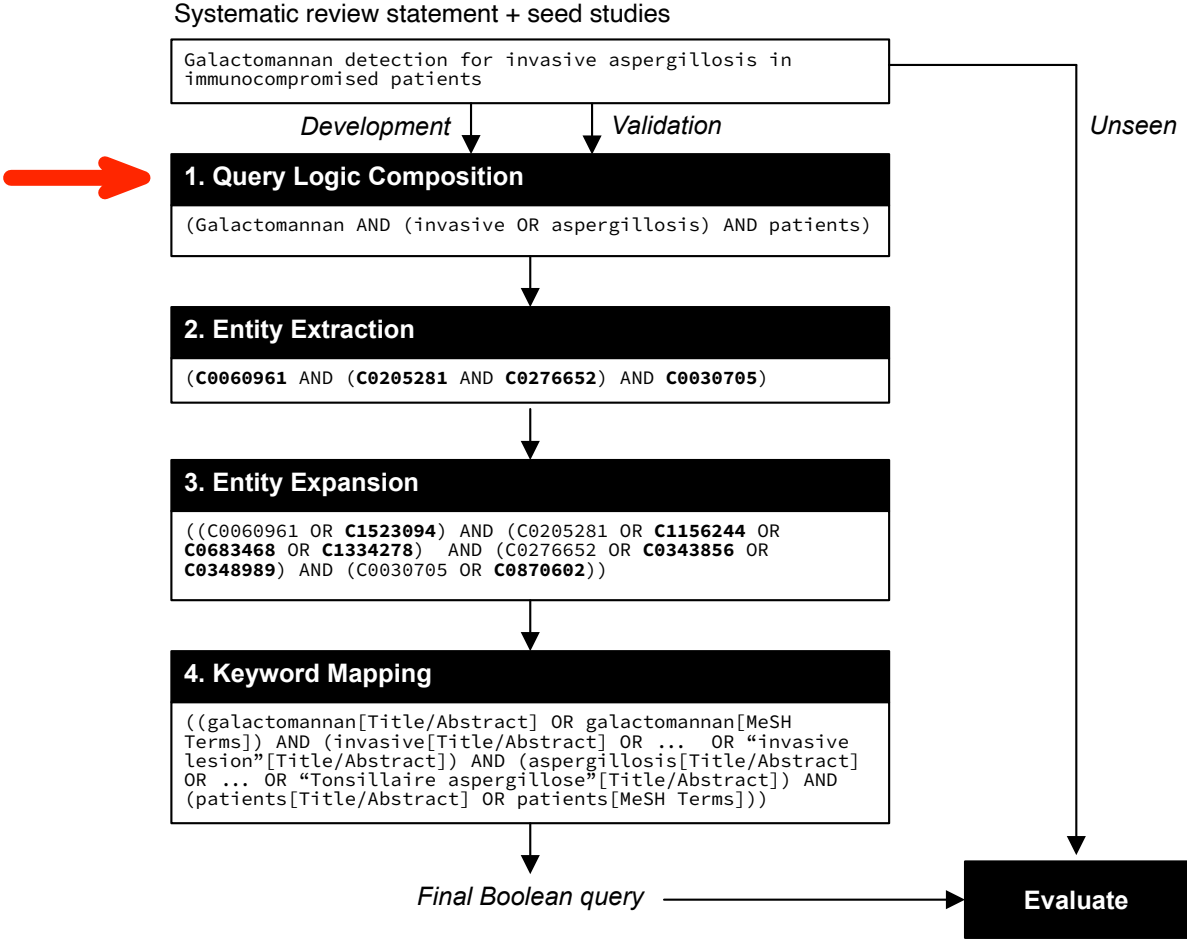 Systematic review statement + seed studies
Galactomannan detection for invasive aspergillosis in
immunocompromised patients
Development
Validation
Unseen
1. Query Logic Composition
(Galactomannan AND (invasive OR aspergillosis) AND patients)
2. Entity Extraction
(C0060961 AND (C0205281 AND C0276652) AND C0030705)
3. Entity Expansion
((C0060961 OR C1523094) AND (C0205281 OR C1156244 OR
C0683468 OR C1334278)  AND (C0276652 OR C0343856 OR
C0348989) AND (C0030705 OR C0870602))
4. Keyword Mapping
((galactomannan[Title/Abstract] OR galactomannan[MeSH
Terms]) AND (invasive[Title/Abstract] OR ...  OR “invasive
lesion”[Title/Abstract]) AND (aspergillosis[Title/Abstract]
OR ... OR “Tonsillaire aspergillose”[Title/Abstract]) AND
(patients[Title/Abstract] OR patients[MeSH Terms]))
Final Boolean query
Evaluate